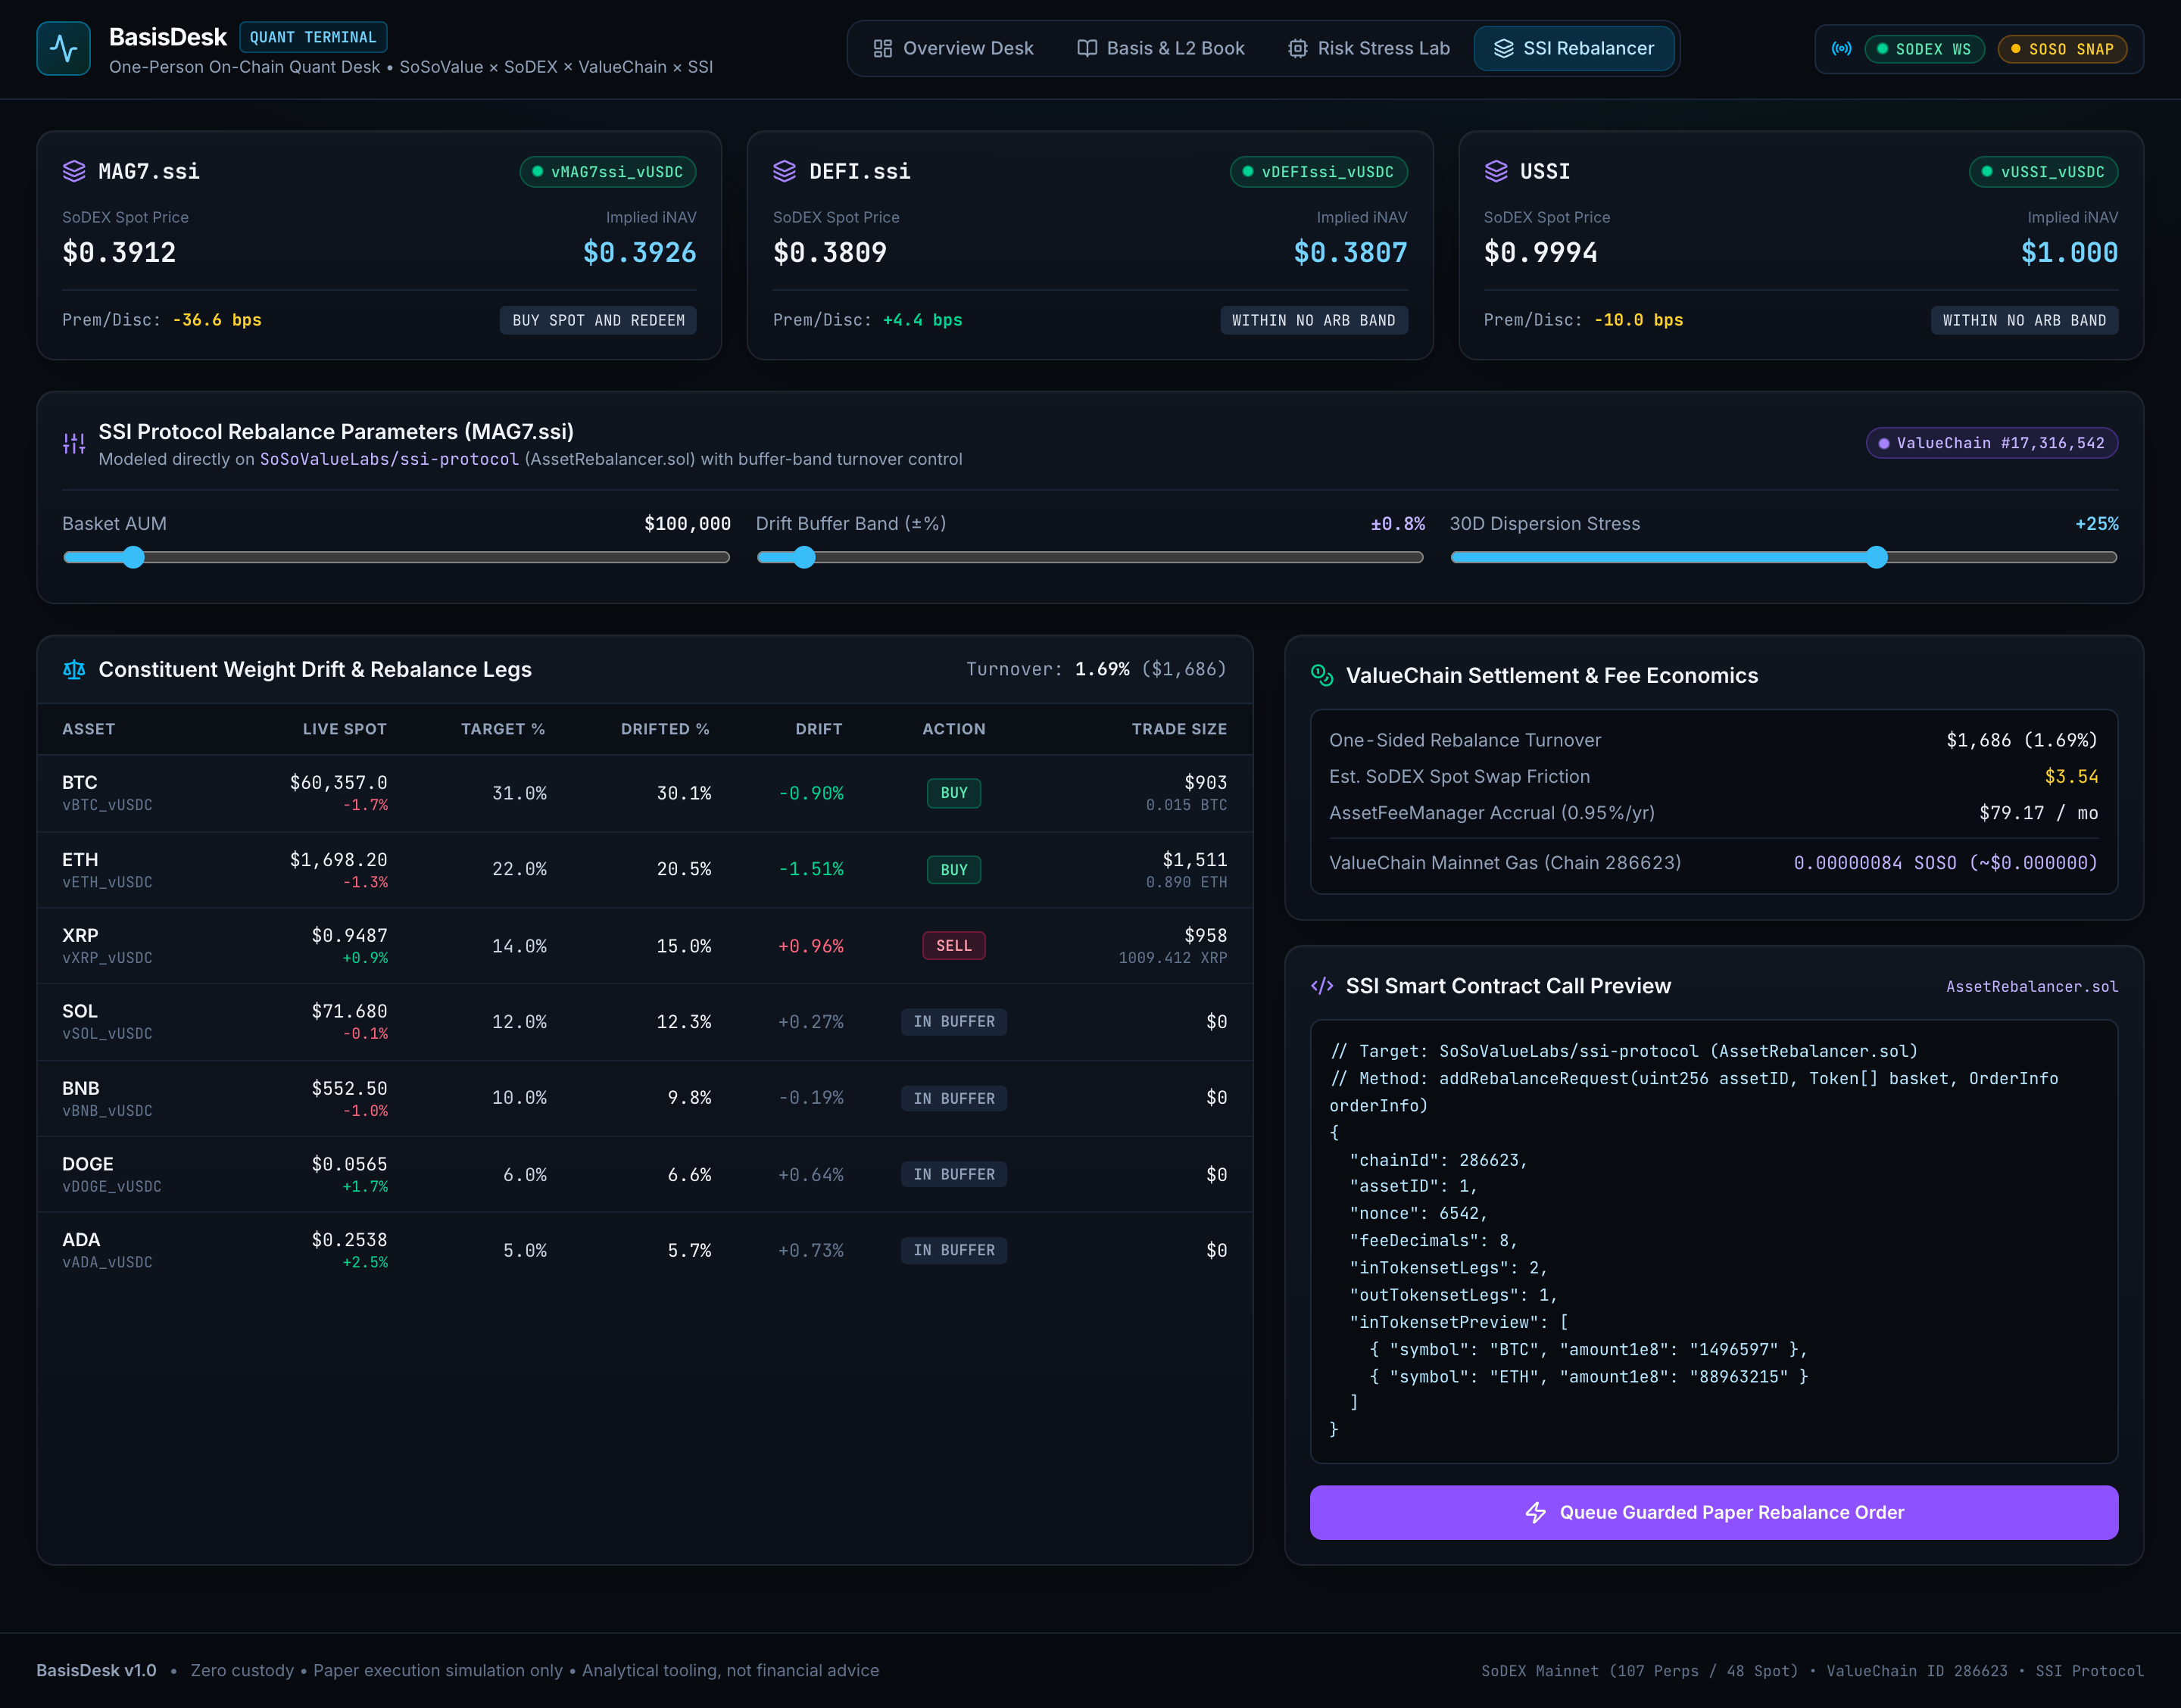 BasisDesk QUANT TERMINAL
One-Person On-Chain Quant Desk • SoSoValue × SoDEX × ValueChain × SSI
Overview Desk
Basis & L2 Book
Risk Stress Lab
SSI Rebalancer
SODEX WS
SOSO SNAP
MAG7.ssi
vMAG7ssi_vUSDC
SoDEX Spot Price
Implied iNAV
$0.3912
$0.3926
Prem/Disc: -36.6 bps
BUY SPOT AND REDEEM
DEFI.ssi
vDEFIssi_vUSDC
SoDEX Spot Price
Implied iNAV
$0.3809
$0.3807
Prem/Disc: +4.4 bps
WITHIN NO ARB BAND
USSI
vUSSI_vUSDC
SoDEX Spot Price
Implied iNAV
$0.9994
$1.000
Prem/Disc: -10.0 bps
WITHIN NO ARB BAND
SSI Protocol Rebalance Parameters (MAG7.ssi)
Modeled directly on SoSoValueLabs/ssi-protocol (AssetRebalancer.sol) with buffer-band turnover control
ValueChain #17,316,542
Basket AUM
$100,000
Drift Buffer Band (±%)
±0.8%
30D Dispersion Stress
+25%
Constituent Weight Drift & Rebalance Legs
Turnover: 1.69% ($1,686)
ASSET LIVE SPOT TARGET % DRIFTED % DRIFT ACTION TRADE SIZE
BTC $60,357.0 31.0% 30.1% -0.90% BUY $903
vBTC_vUSDC -1.7% 0.015 BTC
ETH $1,698.20 22.0% 20.5% -1.51% BUY $1,511
vETH_vUSDC -1.3% 0.890 ETH
XRP $0.9487 14.0% 15.0% +0.96% SELL $958
vXRP_vUSDC +0.9% 1009.412 XRP
SOL $71.680 12.0% 12.3% +0.27% IN BUFFER $0
vSOL_vUSDC -0.1%
BNB $552.50 10.0% 9.8% -0.19% IN BUFFER $0
vBNB_vUSDC -1.0%
DOGE $0.0565 6.0% 6.6% +0.64% IN BUFFER $0
vDOGE_vUSDC +1.7%
ADA $0.2538 5.0% 5.7% +0.73% IN BUFFER $0
vADA_vUSDC +2.5%
ValueChain Settlement & Fee Economics
One-Sided Rebalance Turnover $1,686 (1.69%)
Est. SoDEX Spot Swap Friction $3.54
AssetFeeManager Accrual (0.95%/yr) $79.17 / mo
ValueChain Mainnet Gas (Chain 286623) 0.00000084 SOSO (~$0.000000)
SSI Smart Contract Call Preview
AssetRebalancer.sol
// Target: SoSoValueLabs/ssi-protocol (AssetRebalancer.sol)
// Method: addRebalanceRequest(uint256 assetID, Token[] basket, OrderInfo
orderInfo)
{
"chainId": 286623,
"assetID": 1,
"nonce": 6542,
"feeDecimals": 8,
"inTokensetLegs": 2,
"outTokensetLegs": 1,
"inTokensetPreview": [
{ "symbol": "BTC", "amount1e8": "1496597" },
{ "symbol": "ETH", "amount1e8": "88963215" }
]
}
Queue Guarded Paper Rebalance Order
BasisDesk v1.0 • Zero custody • Paper execution simulation only • Analytical tooling, not financial advice
SoDEX Mainnet (107 Perps / 48 Spot) • ValueChain ID 286623 • SSI Protocol